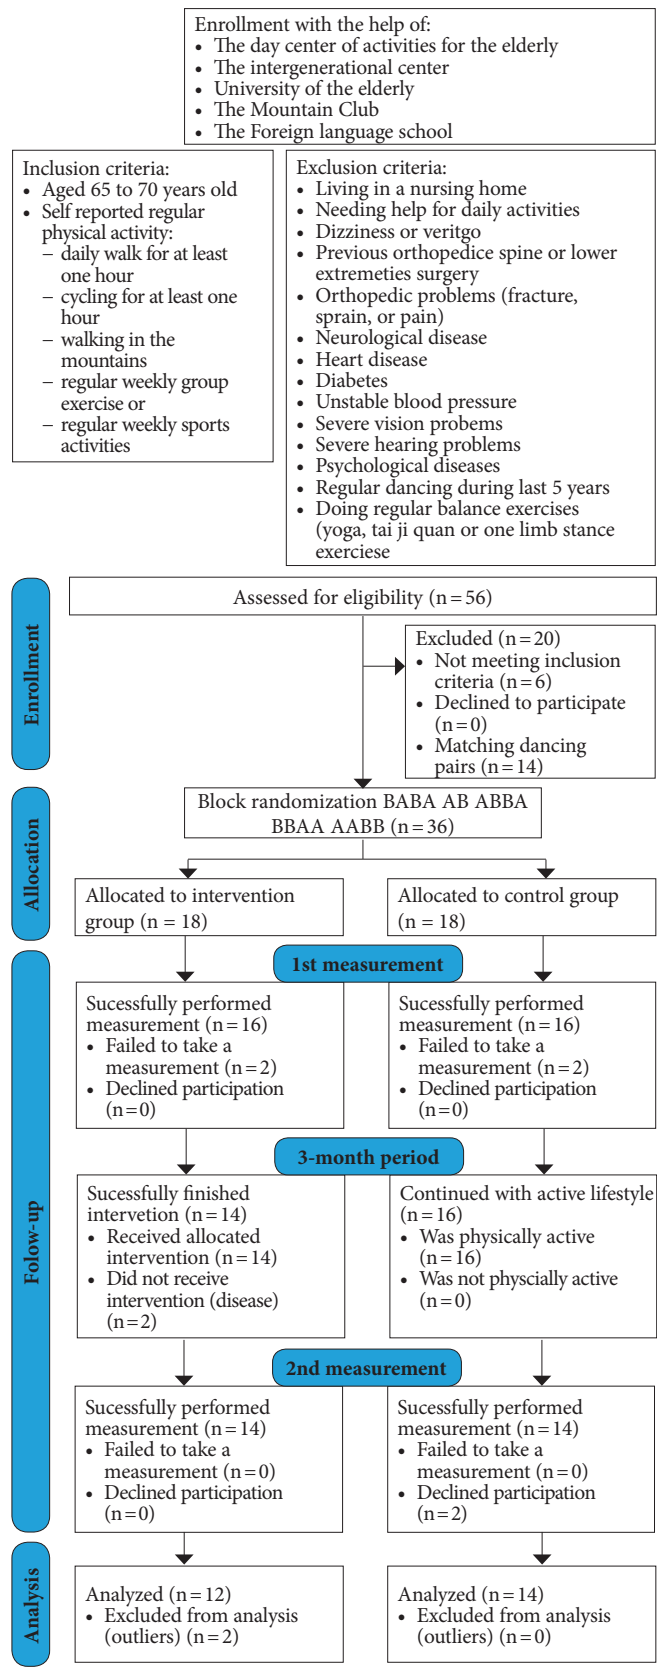 Enrollment with the help of:
• The day center of activities for the elderly
• The intergenerational center
• University of the elderly
• The Mountain Club
• The Foreign language school
Inclusion criteria:
• Aged 65 to 70 years old
• Self reported regular
physical activity:
– daily walk for at least
one hour
– cycling for at least one
hour
– walking in the
mountains
– regular weekly group
exercise or
– regular weekly sports
activities
Exclusion criteria:
• Living in a nursing home
• Needing help for daily activities
• Dizziness or veritgo
• Previous orthopedice spine or lower
extremeties surgery
• Orthopedic problems (fracture,
sprain, or pain)
• Neurological disease
• Heart disease
• Diabetes
• Unstable blood pressure
• Severe vision probems
• Severe hearing problems
• Psychological diseases
• Regular dancing during last 5 years
• Doing regular balance exercises
(yoga, tai ji quan or one limb stance
exerciese
Enrollment
Assessed for eligibility (n = 56)
Excluded (n = 20)
• Not meeting inclusion
criteria (n = 6)
• Declined to participate
(n = 0)
• Matching dancing
pairs (n = 14)
Allocation
Block randomization BABA AB ABBA
BBAA AABB (n = 36)
Allocated to intervention
group (n = 18)
Allocated to control group
(n = 18)
Folow-up
1st measurement
Sucessfully performed
measurement (n = 16)
• Failed to take a
measurement (n = 2)
• Declined participation
(n = 0)
Sucessfully performed
measurement (n = 16)
• Failed to take a
measurement (n = 2)
• Declined participation
(n = 0)
3-month period
Sucessfully finished
intervetion (n = 14)
• Received allocated
intervention (n = 14)
• Did not receive
intervention (disease)
(n = 2)
Continued with active lifestyle
(n = 16)
• Was physically active
(n = 16)
• Was not physcially active
(n = 0)
2nd measurement
Sucessfully performed
measurement (n = 14)
• Failed to take a
measurement (n = 0)
• Declined participation
(n = 0)
Sucessfully performed
measurement (n = 14)
• Failed to take a
measurement (n = 0)
• Declined participation
(n = 2)
Analysis
Analyzed (n = 12)
• Excluded from analysis
(outliers) (n = 2)
Analyzed (n = 14)
• Excluded from analysis
(outliers) (n = 0)